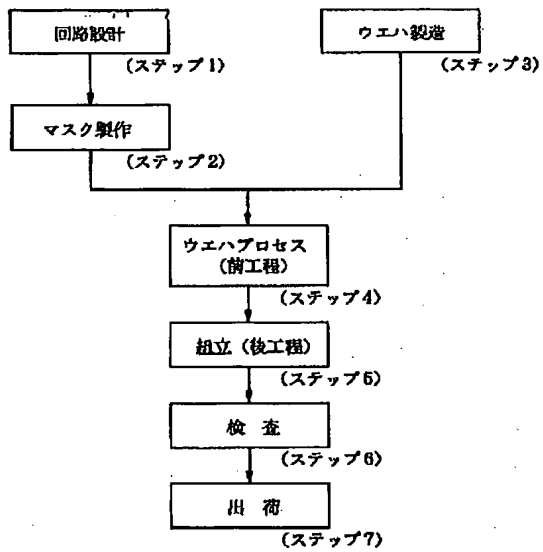 回路設計
(ステップ1)
ウエハ製造
(ステップ3)
マスク製作
(ステップ2)
ウエハプロセス
(前工程)
(ステップ4)
組立(後工程)
(ステップ5)
検 査
(ステップ6)
出 荷
(ステップ7)